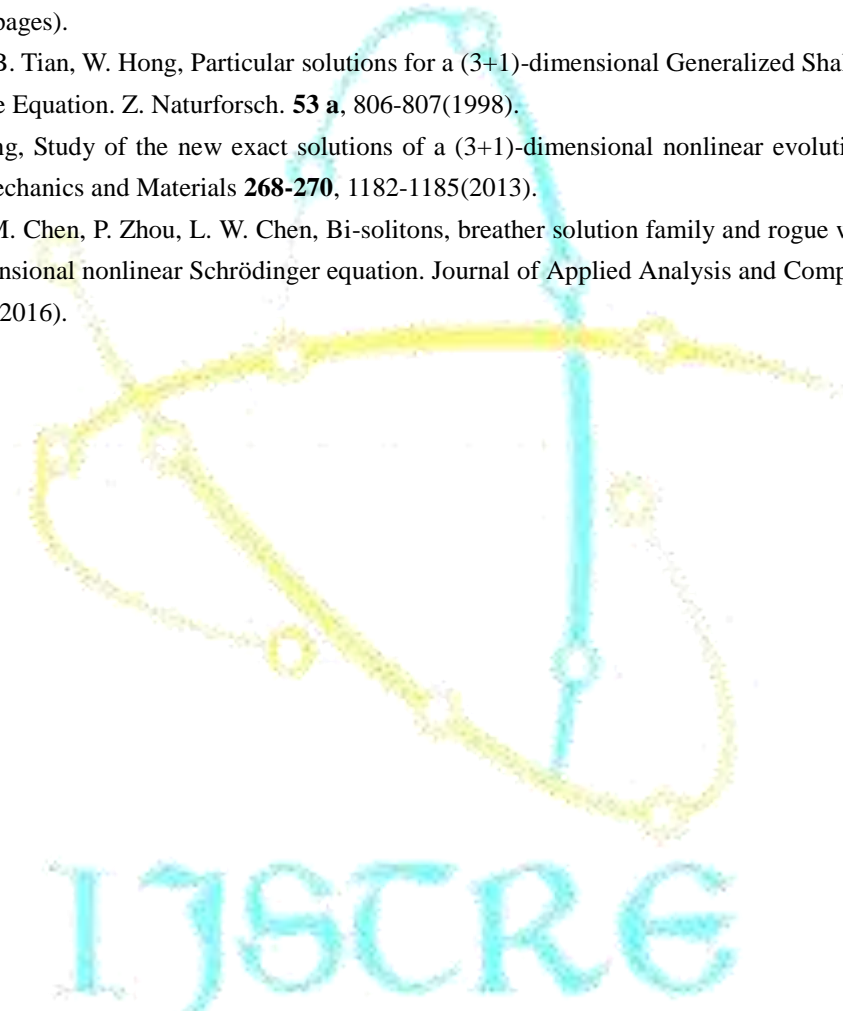 pages).
B. Tian, W. Hong, Particular solutions for a (3+1)-dimensional Generalized Shal
e Equation. Z. Naturforsch. 53 a, 806-807(1998).
ng, Study of the new exact solutions of a (3+1)-dimensional nonlinear evoluti
echanics and Materials 268-270, 1182-1185(2013).
M. Chen, P. Zhou, L. W. Chen, Bi-solitons, breather solution family and rogue w
nsional nonlinear Schrödinger equation. Journal of Applied Analysis and Comp
2016).
IJSTRE